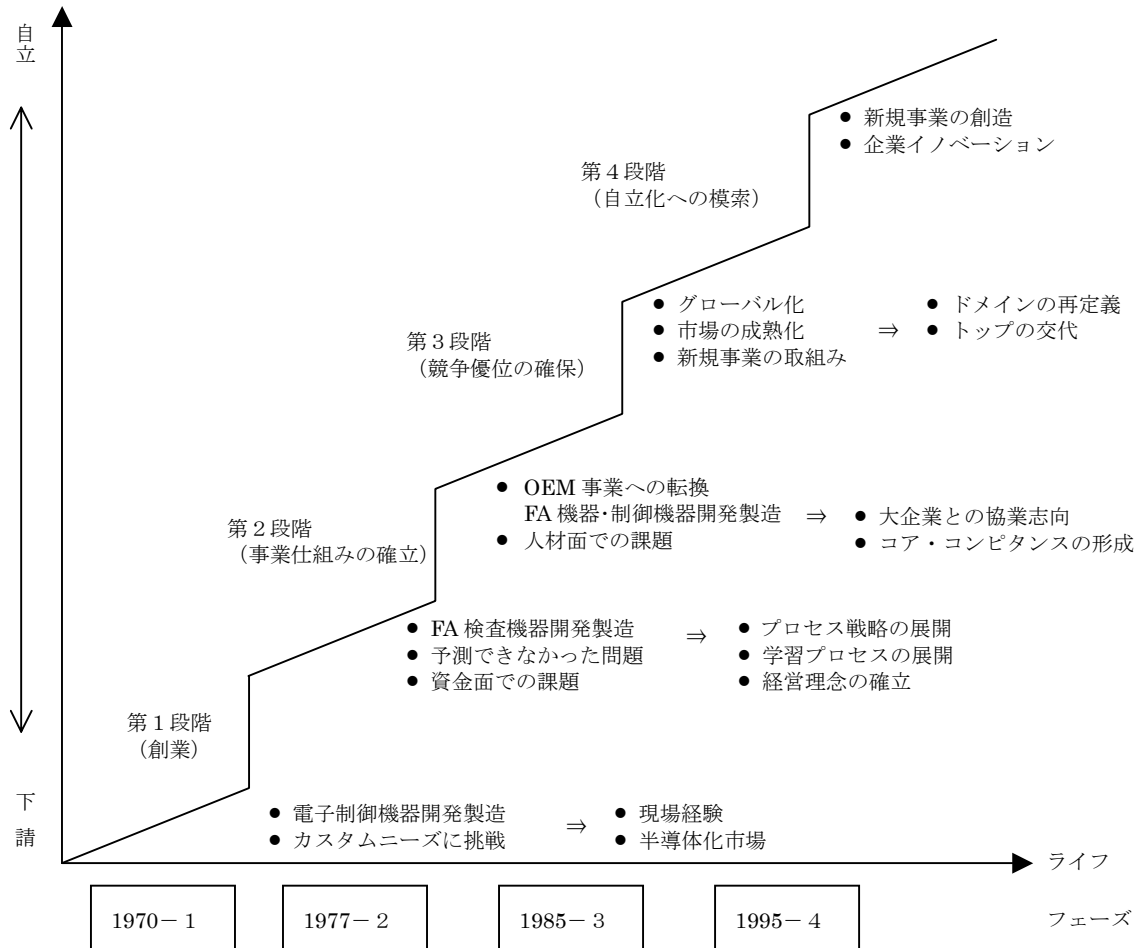 自立
● 新規事業の創造
● 企業イノベーション
第４段階
（自立化への模索）
● グローバル化
● 市場の成熟化
● 新規事業の取組み
⇒
● ドメインの再定義
● トップの交代
第３段階
（競争優位の確保）
● OEM 事業への転換
FA 機器・制御機器開発製造
● 人材面での課題
⇒
● 大企業との協業志向
● コア・コンピタンスの形成
第２段階
（事業仕組みの確立）
● FA 検査機器開発製造
● 予測できなかった問題
● 資金面での課題
⇒
● プロセス戦略の展開
● 学習プロセスの展開
● 経営理念の確立
第１段階
（創業）
下請
● 電子制御機器開発製造
● カスタムニーズに挑戦
⇒
● 現場経験
● 半導体化市場
ライフ
1970－1
1977－2
1985－3
1995－4
フェーズ